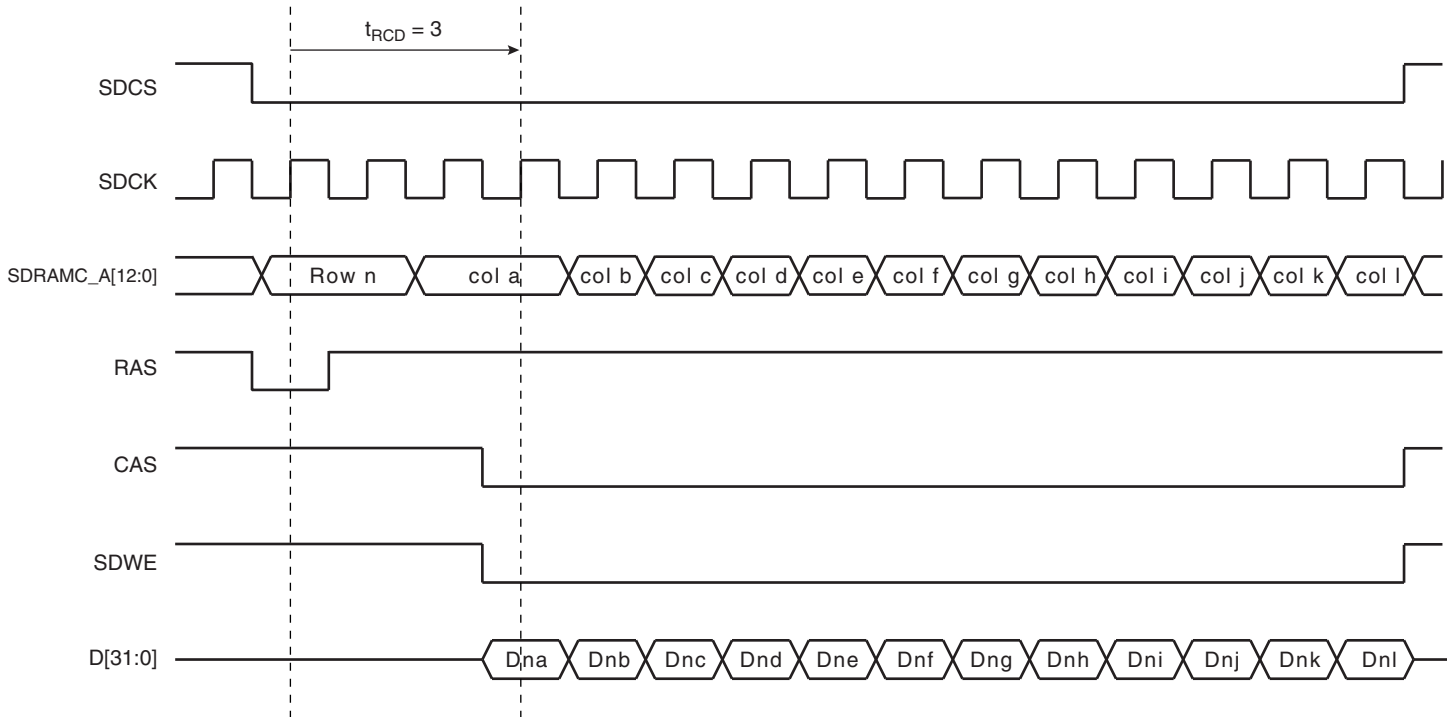 tRCD = 3
SDCS
SDCK
SDRAMC_A[12:0] Row n col a col b col c col d col e col f col g col h col i col j col k col l
RAS
CAS
SDWE
D[31:0] Dna Dnb Dnc Dnd Dne Dnf Dng Dnh Dni Dnj Dnk Dnl